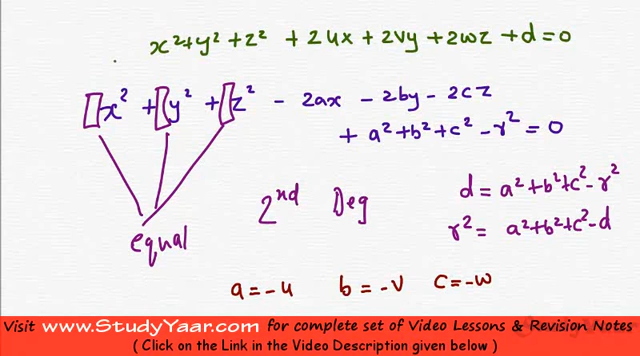 x²+y²+z² + 2ux + 2vy + 2wz + d = 0
x² + y² + z² - 2ax - 2by - 2cz
+ a²+b²+c² - r² = 0
equal
2nd Deg
d = a²+b²+c²-r²
r² = a²+b²+c²-d
a = -u b = -v c = -w
Visit www.StudyYaar.com for complete set of Video Lessons & Revision Notes
( Click on the Link in the Video Description given below )